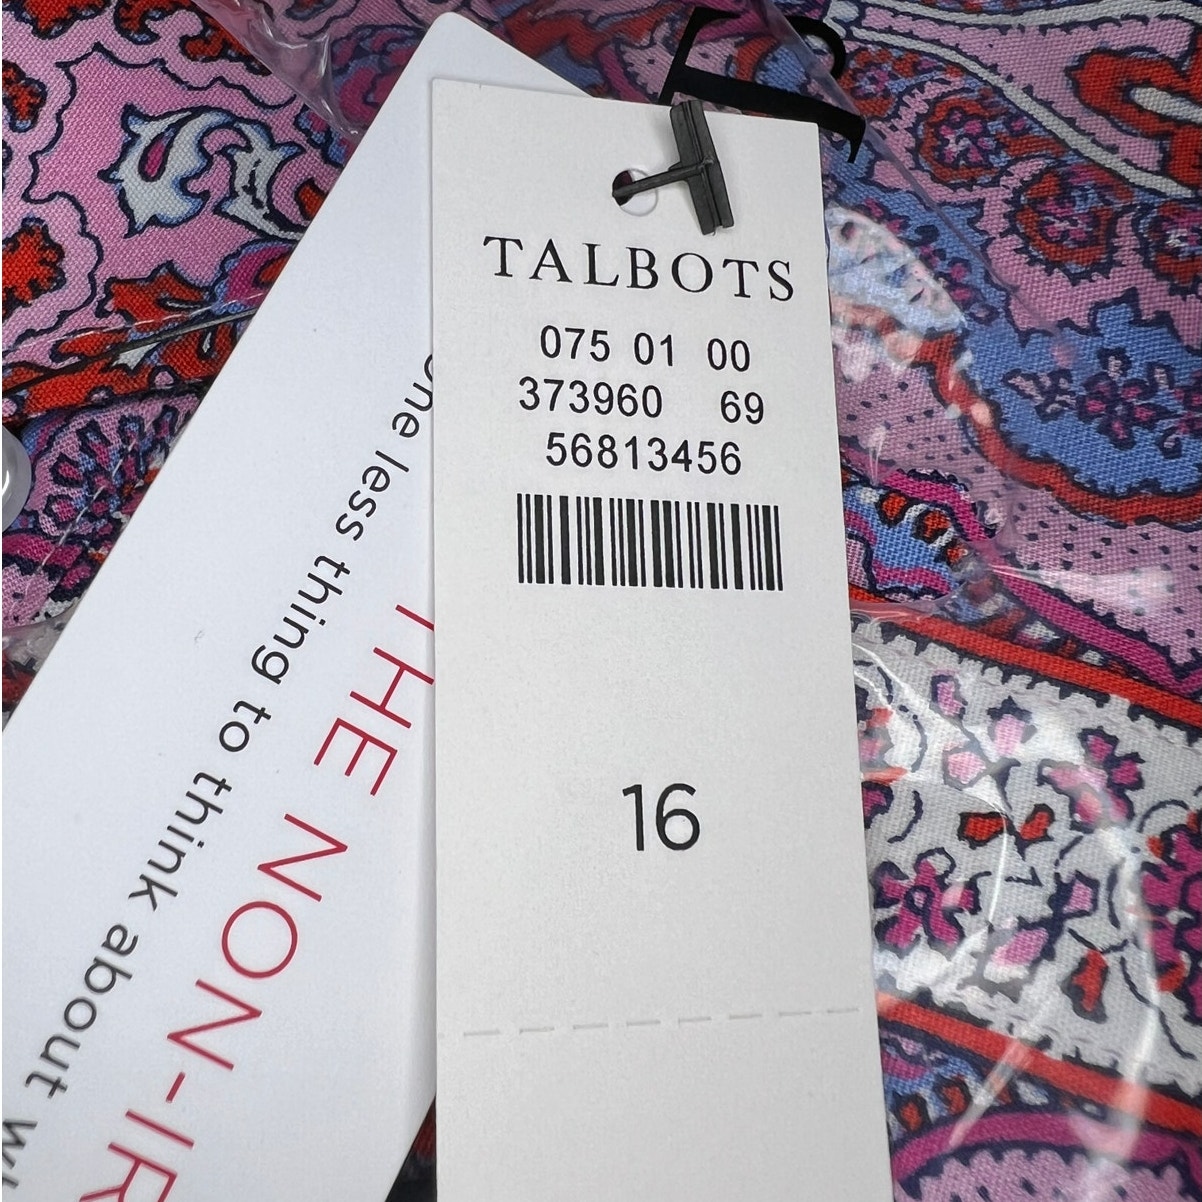 TALBOTS
075 01 00
373960 69
56813456
16
one less thing to think about
THE NON-IR